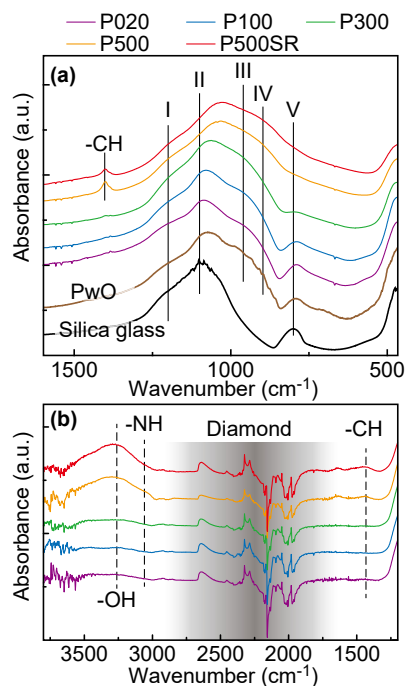 P020 P100 P300
P500 P500SR
(a)
I II III IV V
-CH
PwO
Silica glass
Absorbance (a.u.)
1500 1000 500
Wavenumber (cm-1)
(b)
-NH Diamond -CH
-OH
Absorbance (a.u.)
3500 3000 2500 2000 1500
Wavenumber (cm-1)